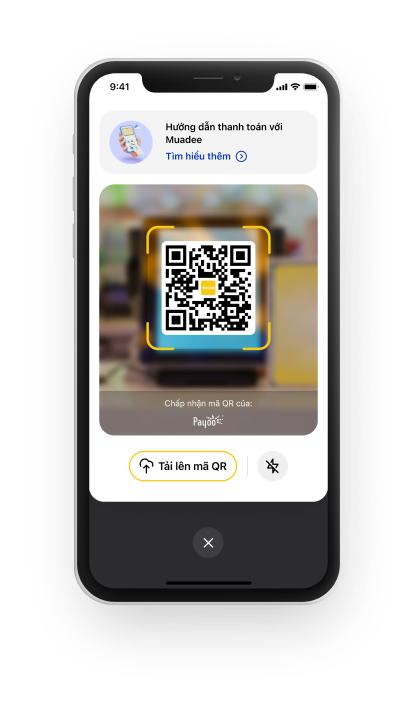 9:41
Hướng dẫn thanh toán với
Muadee
Tìm hiểu thêm
Chấp nhận mã QR của:
Payoo
Tải lên mã QR